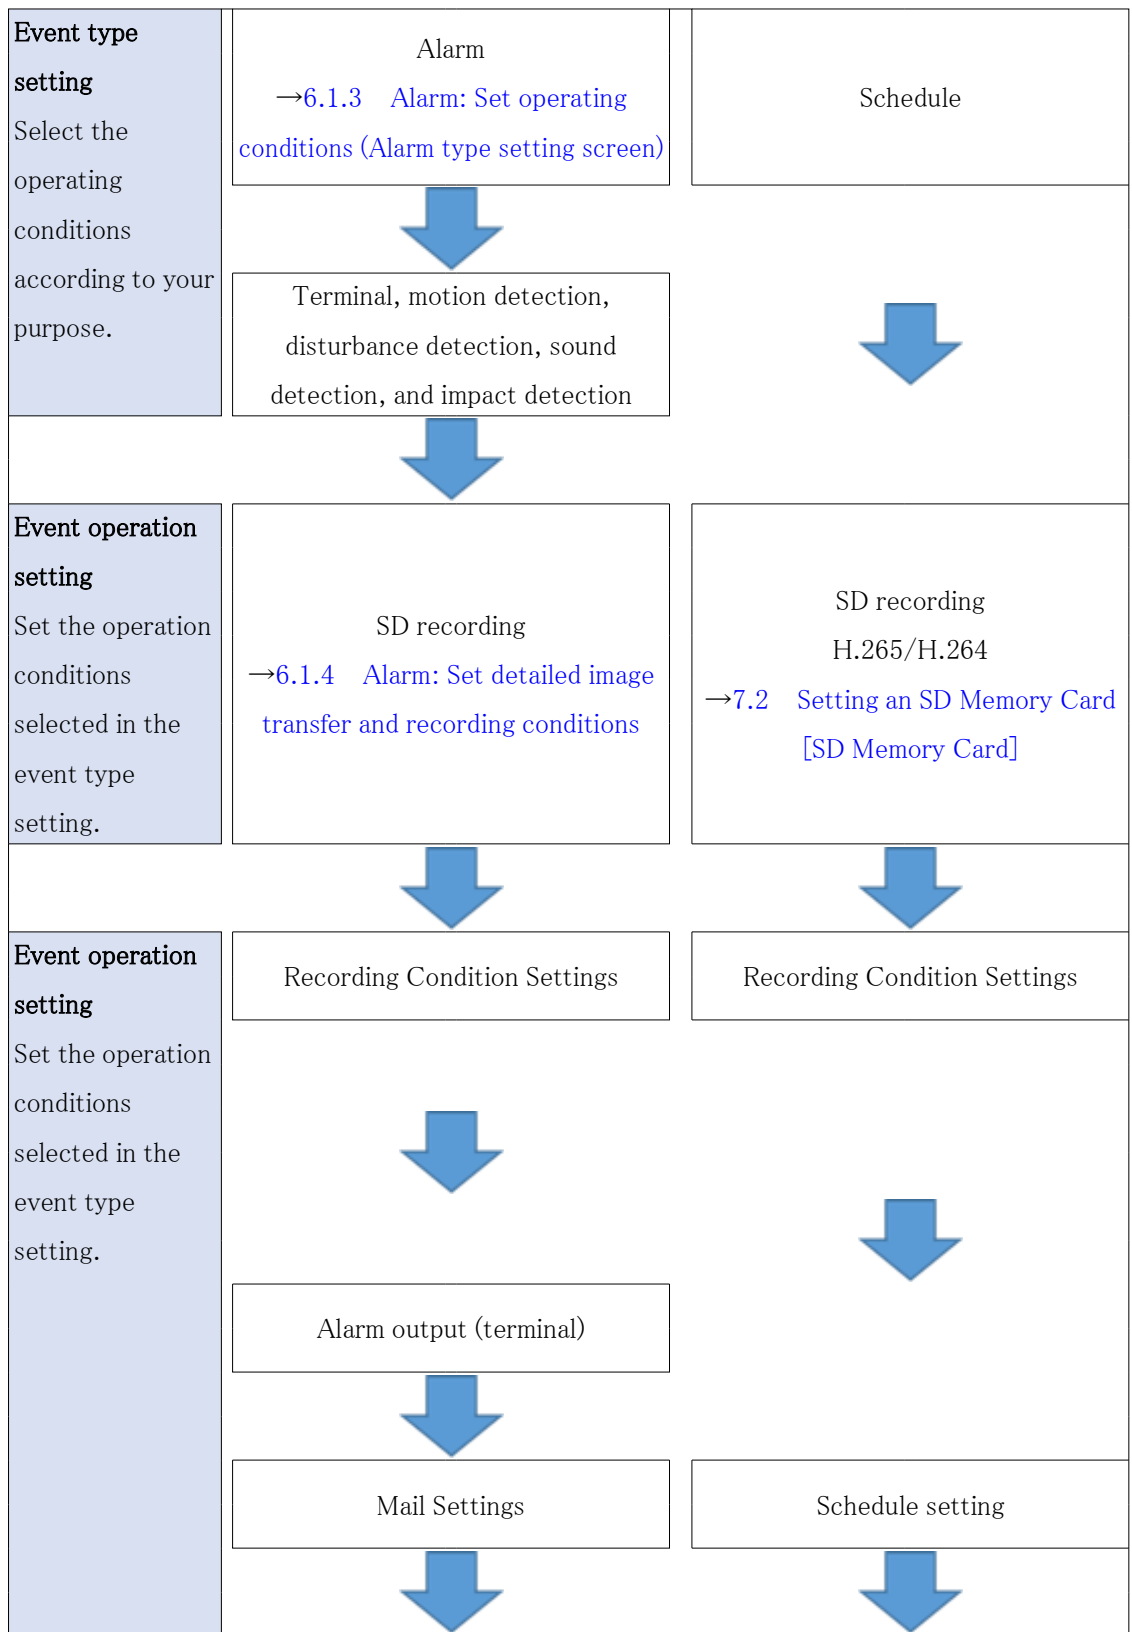 Event type
setting
Select the
operating
conditions
according to your
purpose.
Alarm
→6.1.3 Alarm: Set operating
conditions (Alarm type setting screen)
Schedule
Terminal, motion detection,
disturbance detection, sound
detection, and impact detection
Event operation
setting
Set the operation
conditions
selected in the
event type
setting.
SD recording
→6.1.4 Alarm: Set detailed image
transfer and recording conditions
SD recording
H.265/H.264
→7.2 Setting an SD Memory Card
[SD Memory Card]
Event operation
setting
Set the operation
conditions
selected in the
event type
setting.
Recording Condition Settings
Recording Condition Settings
Alarm output (terminal)
Mail Settings
Schedule setting